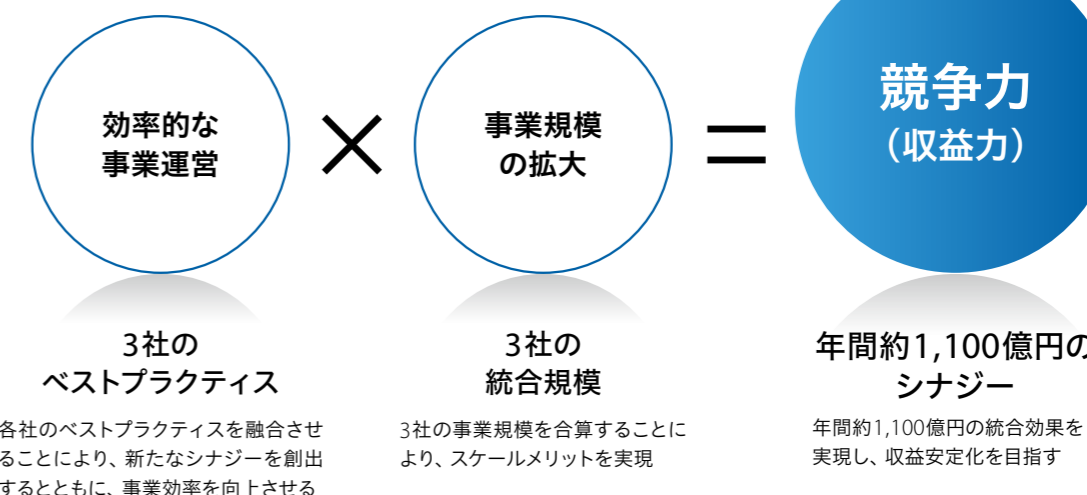 効率的な
事業運営
×
事業規模
の拡大
=
競争力
（収益力）
3社の
ベストプラクティス
各社のベストプラクティスを融合させ
ることにより、新たなシナジーを創出
するとともに、事業効率を向上させる
3社の
統合規模
3社の事業規模を合算することに
より、スケールメリットを実現
年間約1,100億円の
シナジー
年間約1,100億円の統合効果を
実現し、収益安定化を目指す